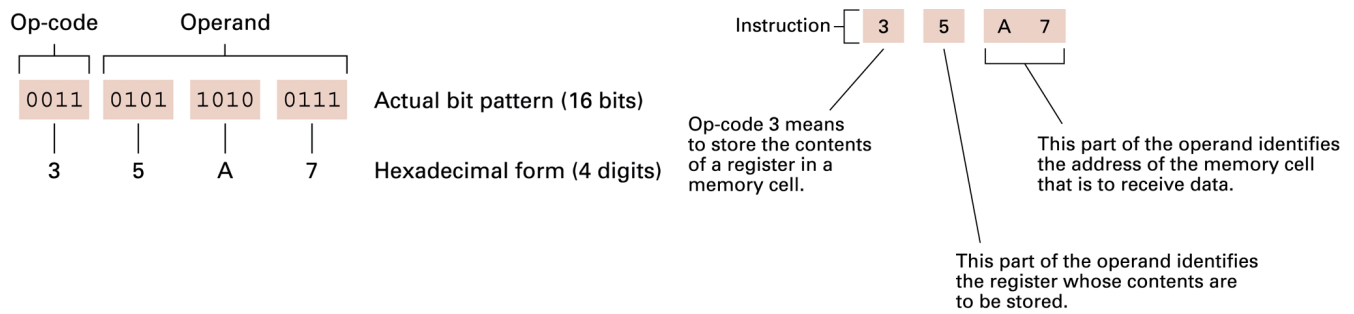 Op-code Operand
0011 0101 1010 0111 Actual bit pattern (16 bits)
3 5 A 7 Hexadecimal form (4 digits)
Instruction 3 5 A 7
Op-code 3 means
to store the contents
of a register in a
memory cell.
This part of the operand identifies
the address of the memory cell
that is to receive data.
This part of the operand identifies
the register whose contents are
to be stored.